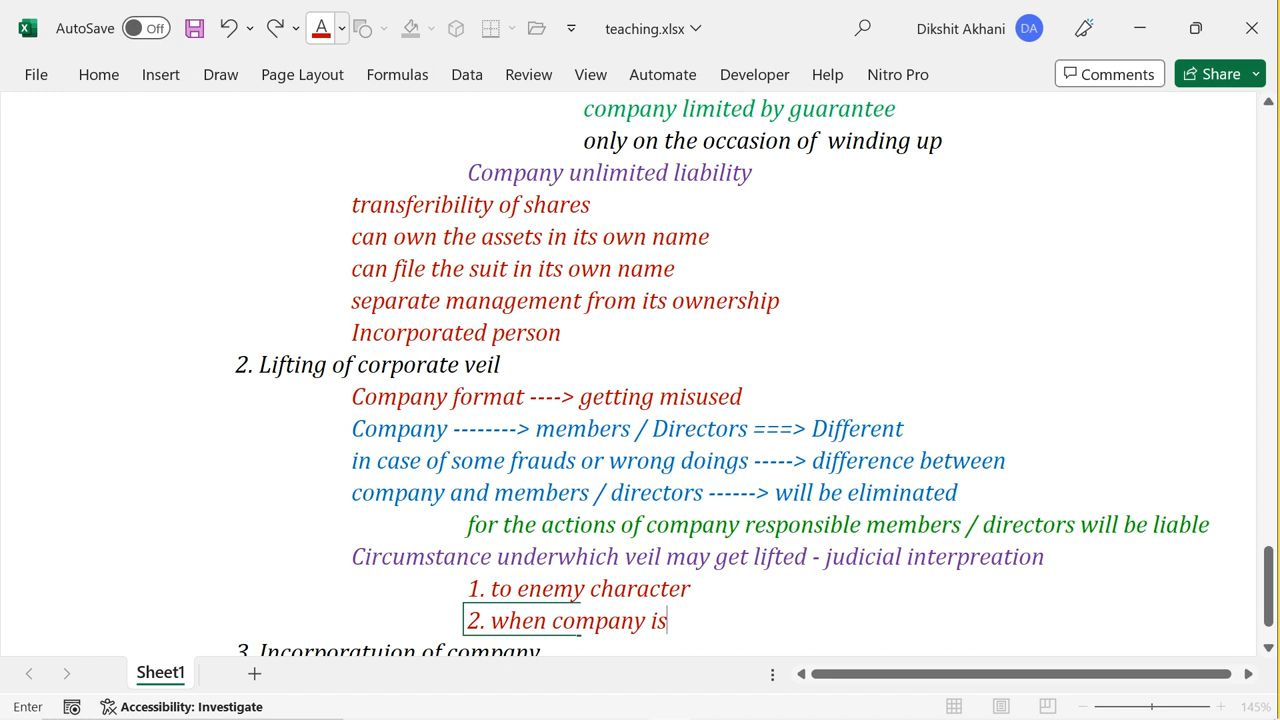 AutoSave Off teaching.xlsx Dikshit Akhani DA
File Home Insert Draw Page Layout Formulas Data Review View Automate Developer Help Nitro Pro Comments Share
company limited by guarantee
only on the occasion of winding up
Company unlimited liability
transferibility of shares
can own the assets in its own name
can file the suit in its own name
separate management from its ownership
Incorporated person
2. Lifting of corporate veil
Company format ----> getting misused
Company --------> members / Directors ===> Different
in case of some frauds or wrong doings -----> difference between
company and members / directors ------> will be eliminated
for the actions of company responsible members / directors will be liable
Circumstance underwhich veil may get lifted - judicial interpreation
1. to enemy character
2. when company is
3. Incorporatuion of company
Sheet1
Enter Accessibility: Investigate 145%